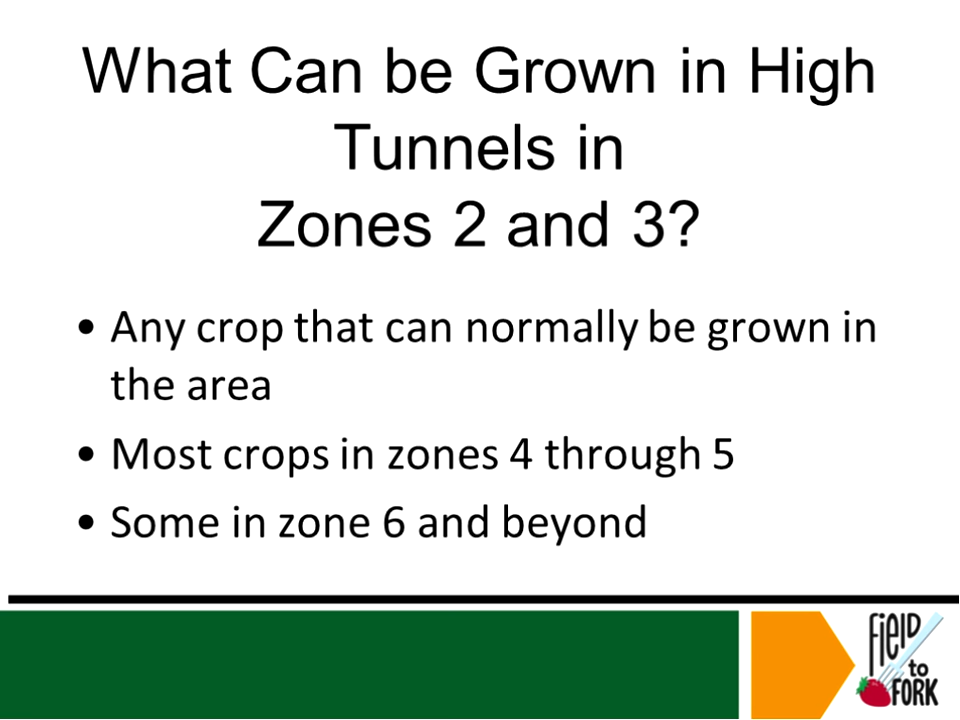 What Can be Grown in High
Tunnels in
Zones 2 and 3?
• Any crop that can normally be grown in
the area
• Most crops in zones 4 through 5
• Some in zone 6 and beyond
FiELD
to
FORK